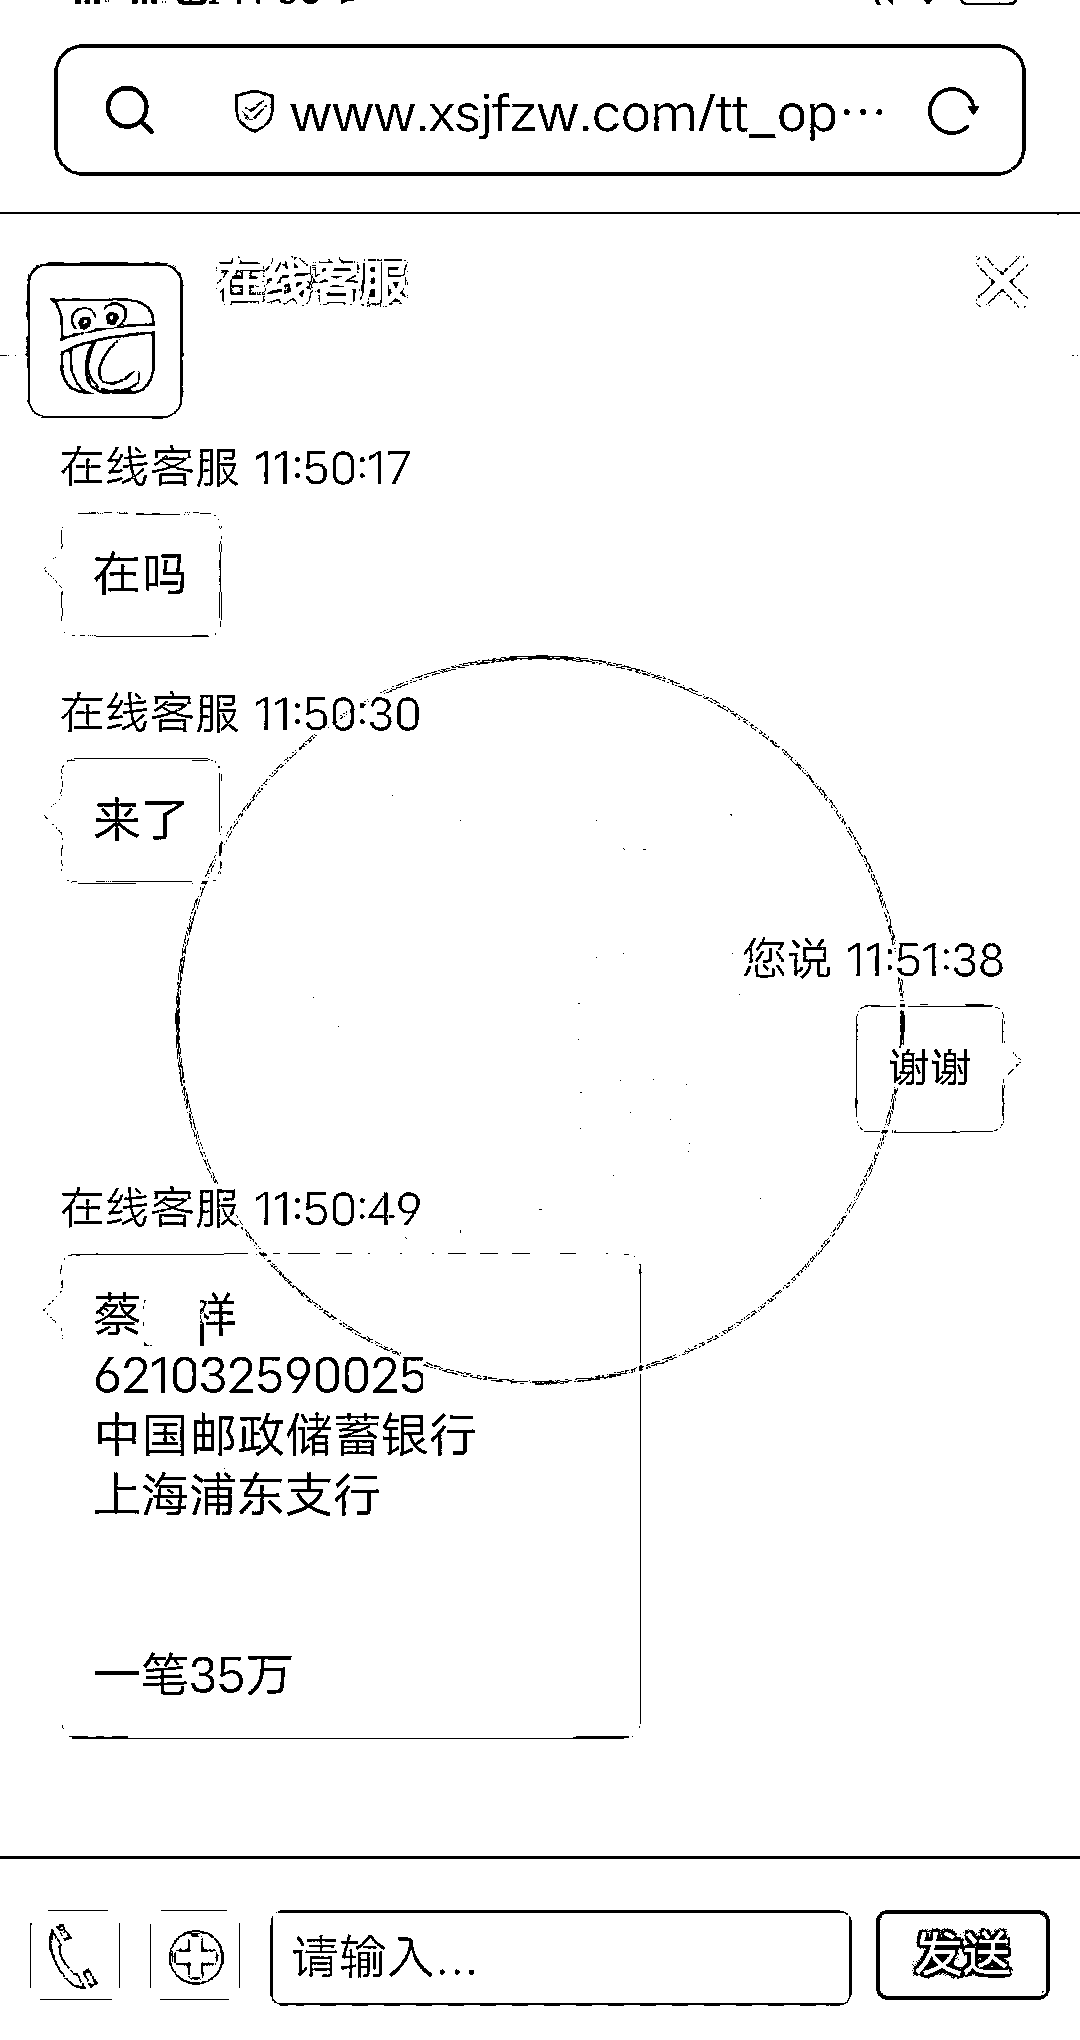 www.xsjfzw.com/tt_op…
在线客服
在线客服 11:50:17
在吗
在线客服 11:50:30
来了
您说 11:51:38
谢谢
在线客服 11:50:49
蔡 洋
621032590025
中国邮政储蓄银行
上海浦东支行
一笔35万
请输入...
发送